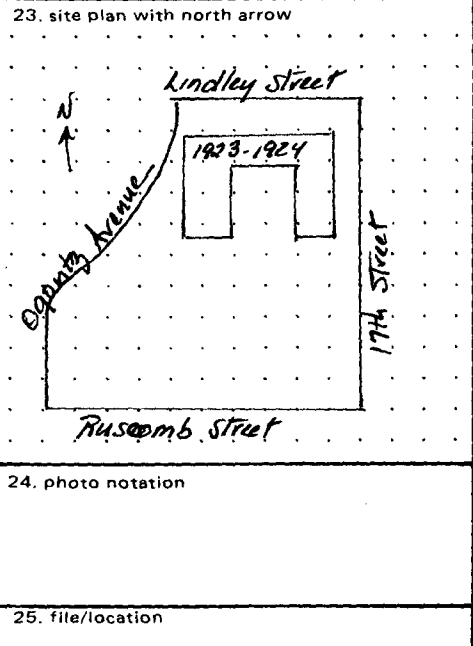 23. site plan with north arrow
Lindley Street
N
1923-1924
Ogontz Avenue
17th Street
Ruscomb Street
24. photo notation
25. file/location